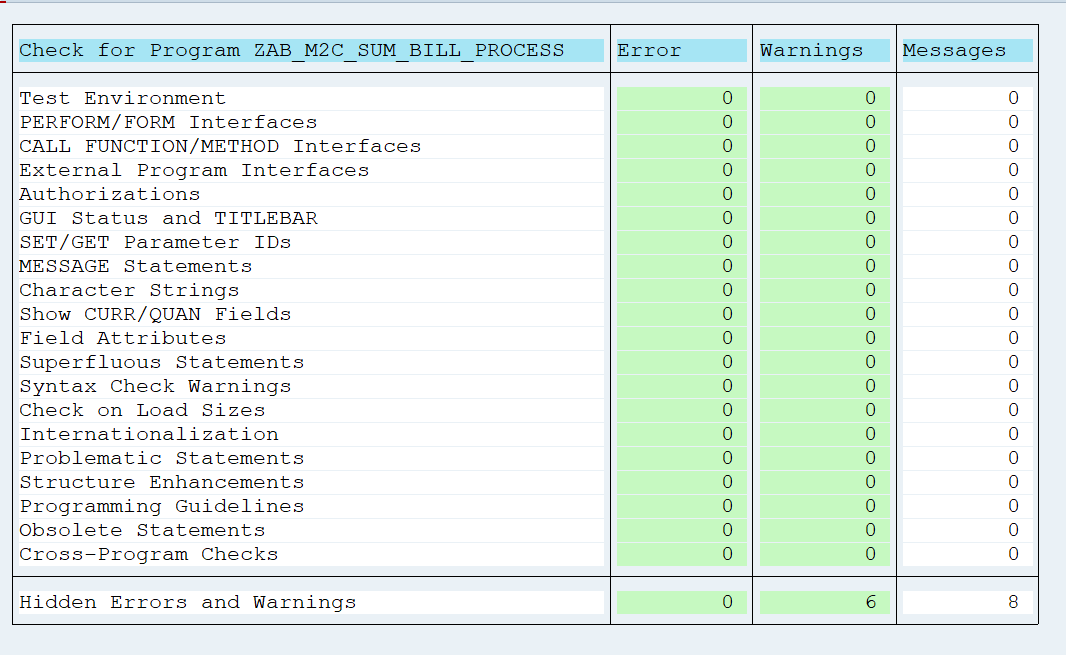 Check for Program ZAB_M2C_SUM_BILL_PROCESS Error Warnings Messages
Test Environment 0 0 0
PERFORM/FORM Interfaces 0 0 0
CALL FUNCTION/METHOD Interfaces 0 0 0
External Program Interfaces 0 0 0
Authorizations 0 0 0
GUI Status and TITLEBAR 0 0 0
SET/GET Parameter IDs 0 0 0
MESSAGE Statements 0 0 0
Character Strings 0 0 0
Show CURR/QUAN Fields 0 0 0
Field Attributes 0 0 0
Superfluous Statements 0 0 0
Syntax Check Warnings 0 0 0
Check on Load Sizes 0 0 0
Internationalization 0 0 0
Problematic Statements 0 0 0
Structure Enhancements 0 0 0
Programming Guidelines 0 0 0
Obsolete Statements 0 0 0
Cross-Program Checks 0 0 0
Hidden Errors and Warnings 0 6 8